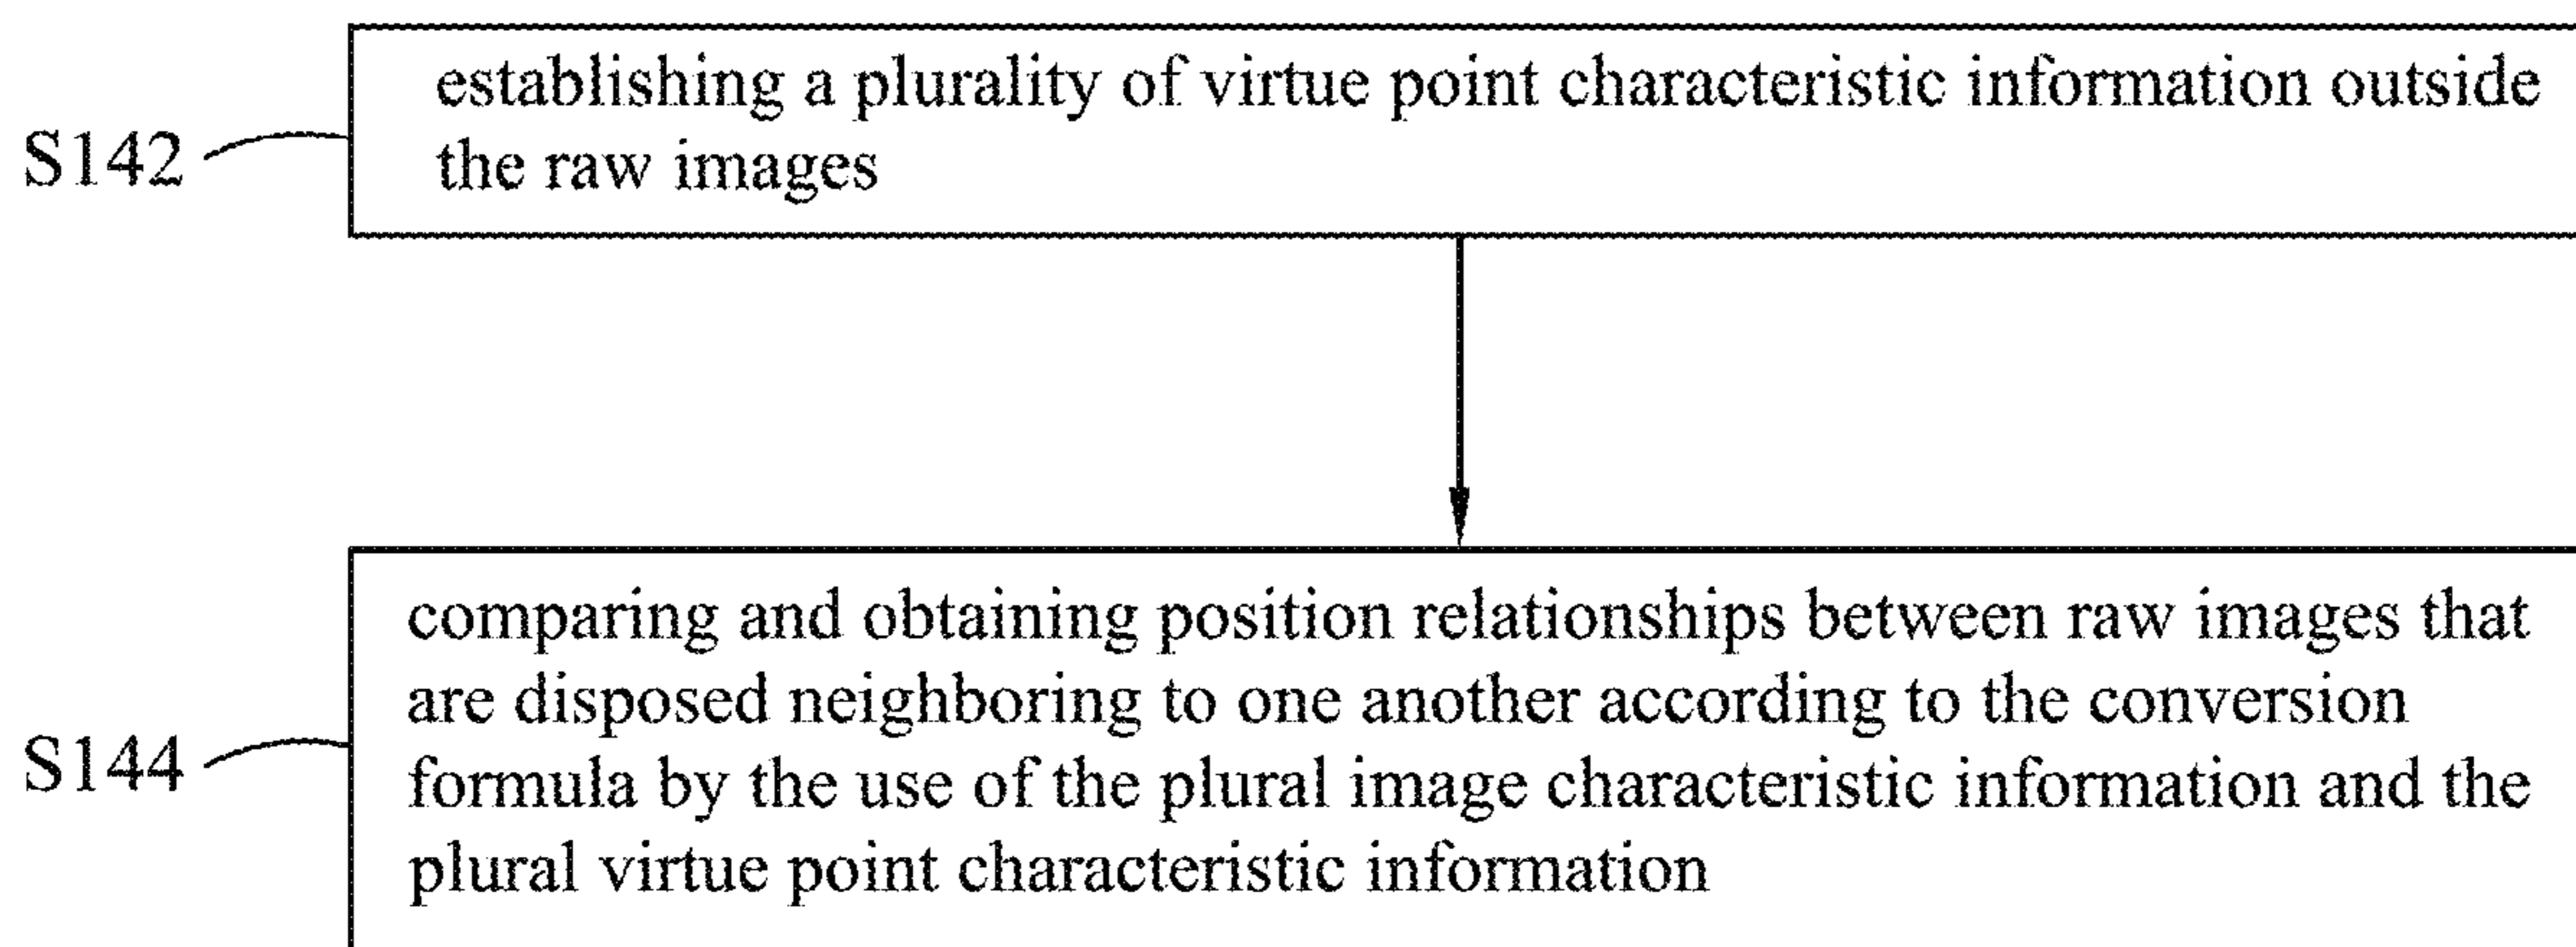 establishing a plurality of virtue point characteristic information outside
the raw images
S142
comparing and obtaining position relationships between raw images that
are disposed neighboring to one another according to the conversion
formula by the use of the plural image characteristic information and the
plural virtue point characteristic information
S144